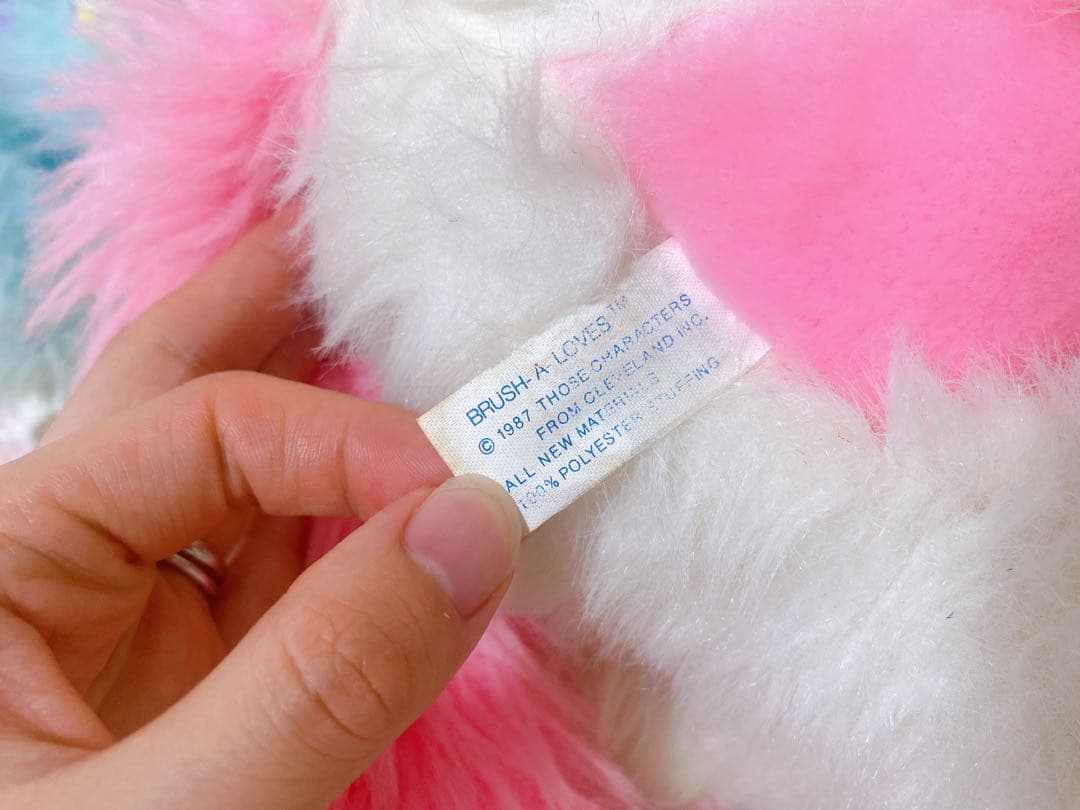 BRUSH-A-LOVES™
© 1987 THOSE CHARACTERS
FROM CLEVELAND INC.
ALL NEW MATERIALS
100% POLYESTER STUFFING